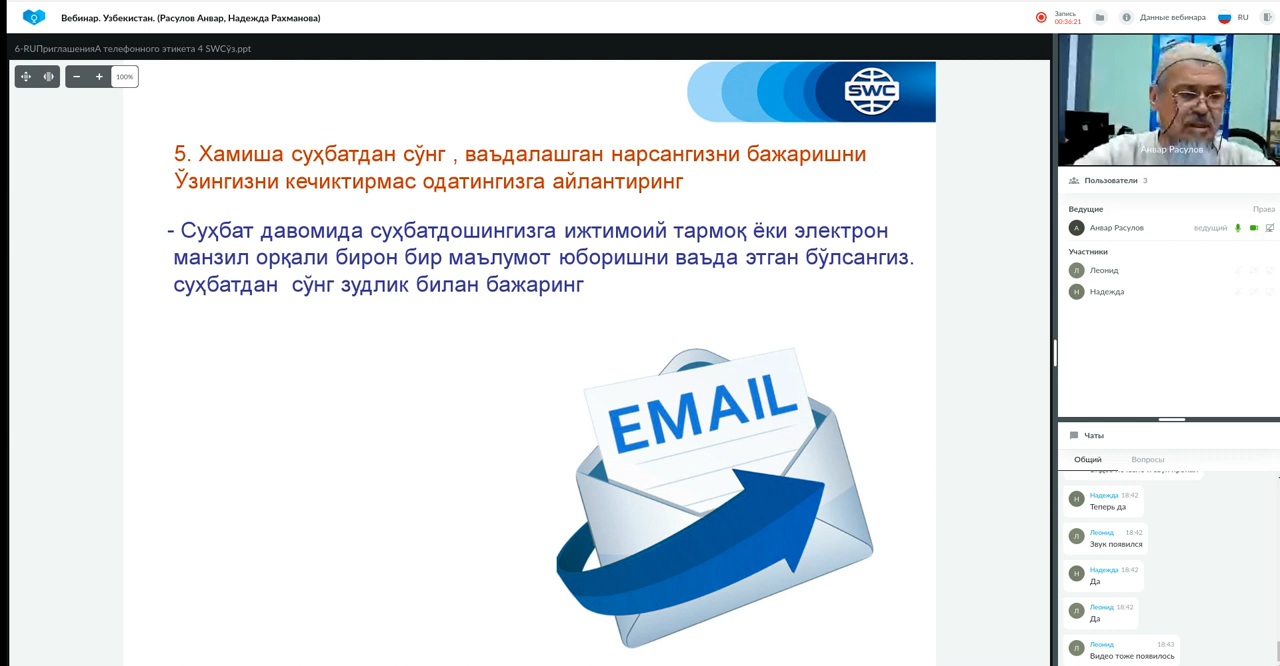 Вебинар. Узбекистан. (Расулов Анвар, Надежда Рахманова)
Запись
00:36:21
Данные вебинара
RU
6-RUПриглашенияА телефонного этикета 4 SWCўз.ppt
100%
SWC
5. Хамиша суҳбатдан сўнг , ваъдалашган нарсангизни бажаришни
Ўзингизни кечиктирмас одатингизга айлантиринг
- Суҳбат давомида суҳбатдошингизга ижтимоий тармоқ ёки электрон
манзил орқали бирон бир маълумот юборишни ваъда этган бўлсангиз.
суҳбатдан сўнг зудлик билан бажаринг
EMAIL
Анвар Расулов
Пользователи 3
Ведущие Права
А Анвар Расулов ведущий
Участники
Л Леонид
Н Надежда
Чаты
Общий Вопросы
Н Надежда 18:42
Теперь да
Л Леонид 18:42
Звук появился
Н Надежда 18:42
Да
Л Леонид 18:42
Да
Л Леонид 18:43
Видео тоже появилось